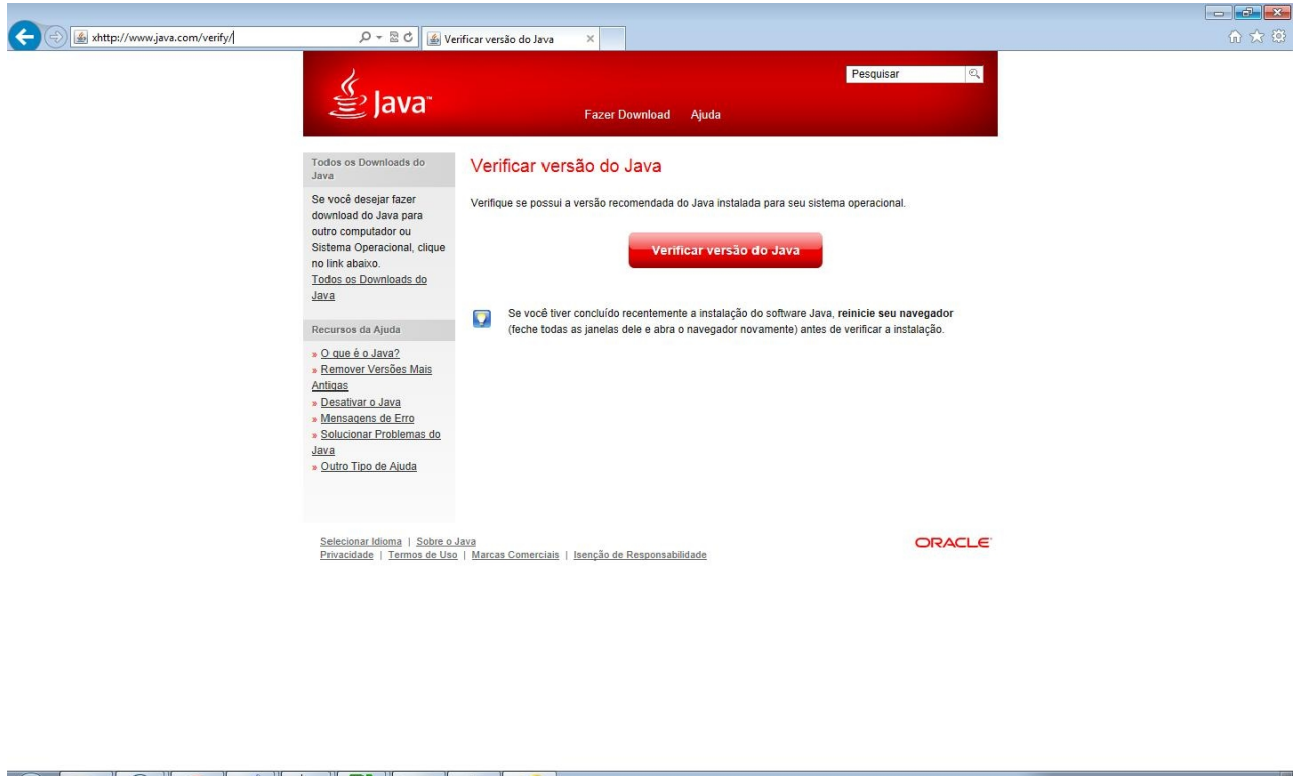 xhttp://www.java.com/verify/
Verificar versão do Java
Java™
Pesquisar
Fazer Download Ajuda
Todos os Downloads do
Java
Se você desejar fazer
download do Java para
outro computador ou
Sistema Operacional, clique
no link abaixo.
Todos os Downloads do
Java
Recursos da Ajuda
» O que é o Java?
» Remover Versões Mais
Antigas
» Desativar o Java
» Mensagens de Erro
» Solucionar Problemas do
Java
» Outro Tipo de Ajuda
Verificar versão do Java
Verifique se possui a versão recomendada do Java instalada para seu sistema operacional.
Verificar versão do Java
Se você tiver concluído recentemente a instalação do software Java, reinicie seu navegador
(feche todas as janelas dele e abra o navegador novamente) antes de verificar a instalação.
Selecionar Idioma | Sobre o Java
Privacidade | Termos de Uso | Marcas Comerciais | Isenção de Responsabilidade
ORACLE